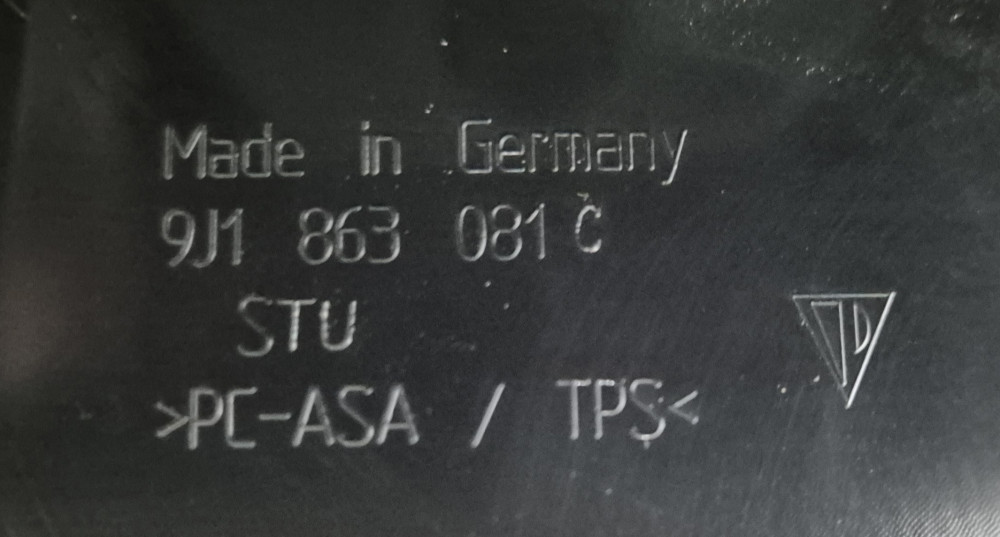 Made in Germany
9J1 863 081 C
STU
>PC-ASA / TPS<